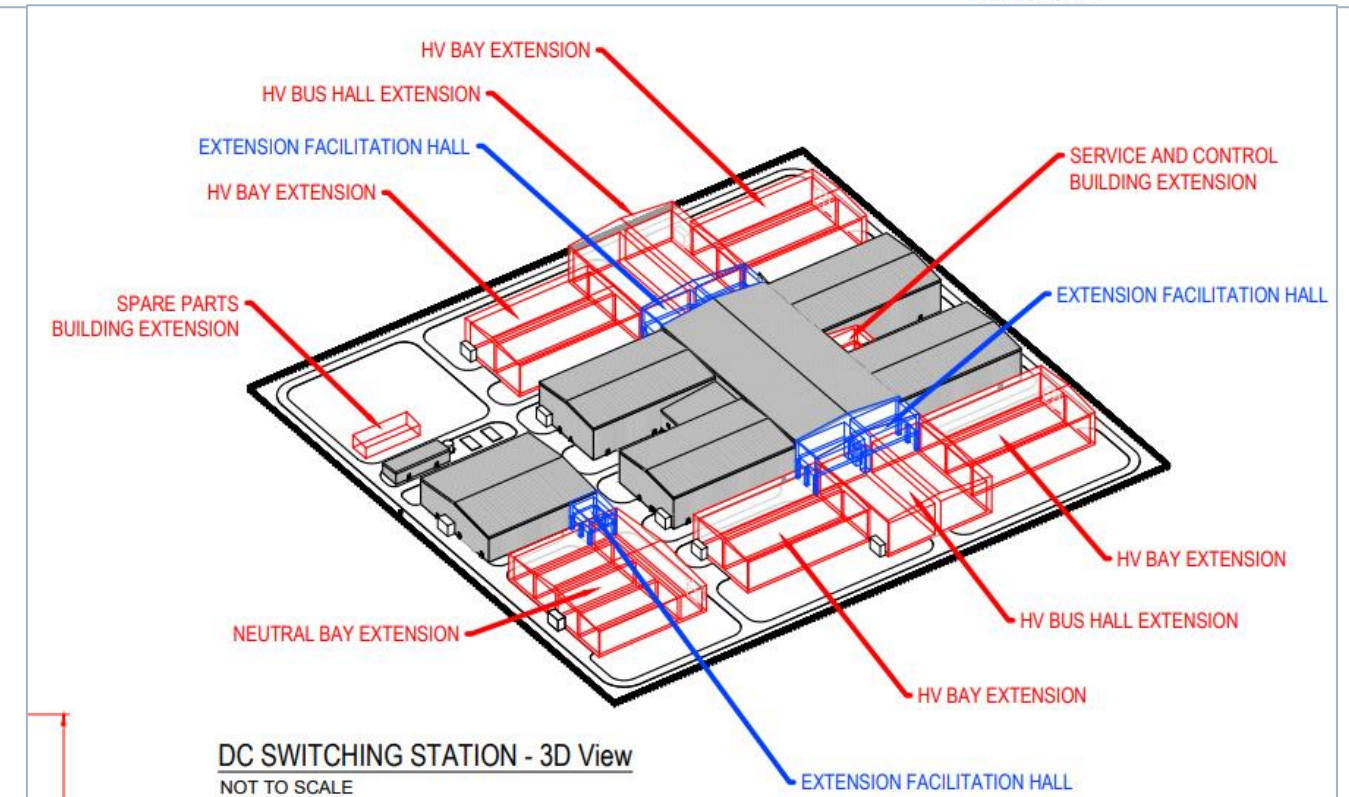 HV BAY EXTENSION
HV BUS HALL EXTENSION
EXTENSION FACILITATION HALL
HV BAY EXTENSION
SERVICE AND CONTROL
BUILDING EXTENSION
SPARE PARTS
BUILDING EXTENSION
EXTENSION FACILITATION HALL
HV BAY EXTENSION
HV BUS HALL EXTENSION
NEUTRAL BAY EXTENSION
HV BAY EXTENSION
DC SWITCHING STATION - 3D View
NOT TO SCALE
EXTENSION FACILITATION HALL